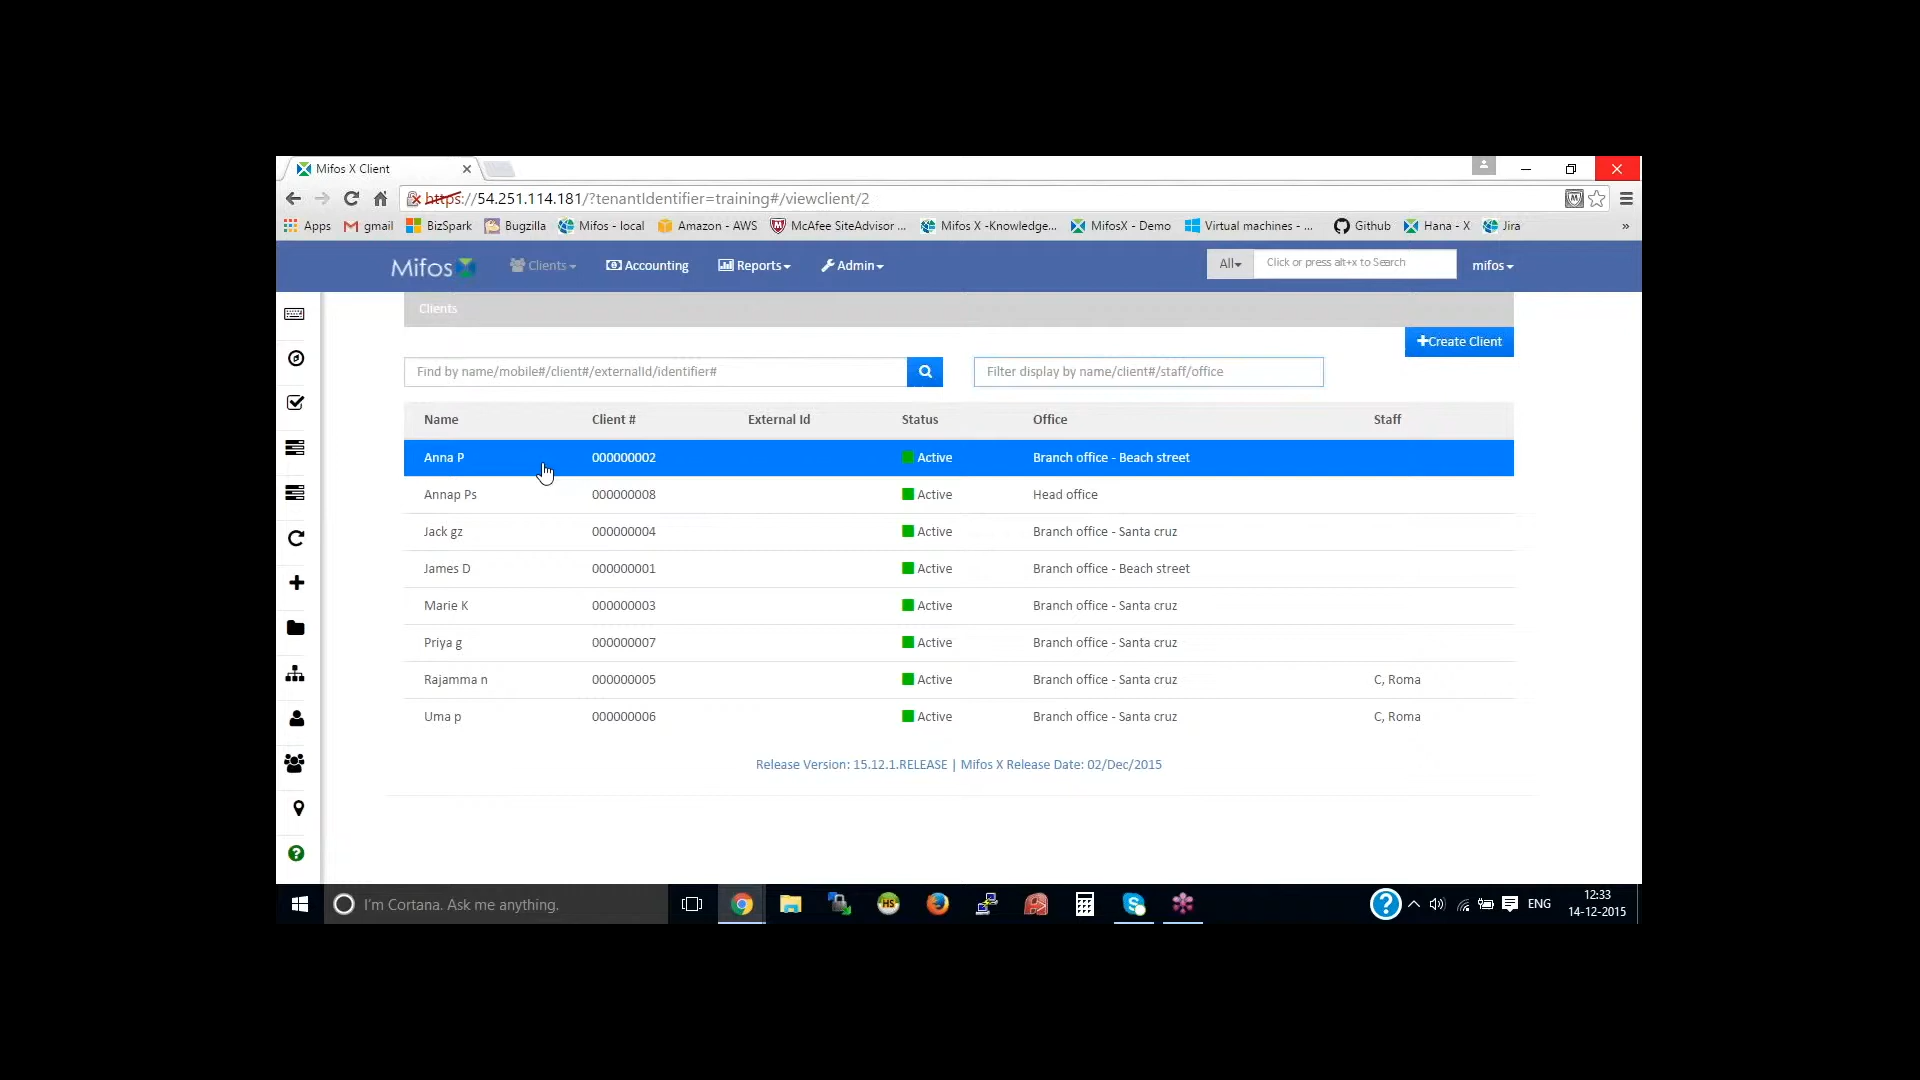 Mifos X Client
https://54.251.114.181/?tenantIdentifier=training#/viewclient/2
Apps gmail BizSpark Bugzilla Mifos - local Amazon - AWS McAfee SiteAdvisor ... Mifos X -Knowledge... MifosX - Demo Virtual machines - ... Github Hana - X Jira »
Mifos Clients Accounting Reports Admin All Click or press alt+x to Search mifos
Clients
Create Client
Find by name/mobile#/client#/externalId/identifier# Filter display by name/client#/staff/office
Name Client # External Id Status Office Staff
Anna P 000000002 Active Branch office - Beach street
Annap Ps 000000008 Active Head office
Jack gz 000000004 Active Branch office - Santa cruz
James D 000000001 Active Branch office - Beach street
Marie K 000000003 Active Branch office - Santa cruz
Priya g 000000007 Active Branch office - Santa cruz
Rajamma n 000000005 Active Branch office - Santa cruz C, Roma
Uma p 000000006 Active Branch office - Santa cruz C, Roma
Release Version: 15.12.1.RELEASE | Mifos X Release Date: 02/Dec/2015
I'm Cortana. Ask me anything. HS ENG 12:33
14-12-2015